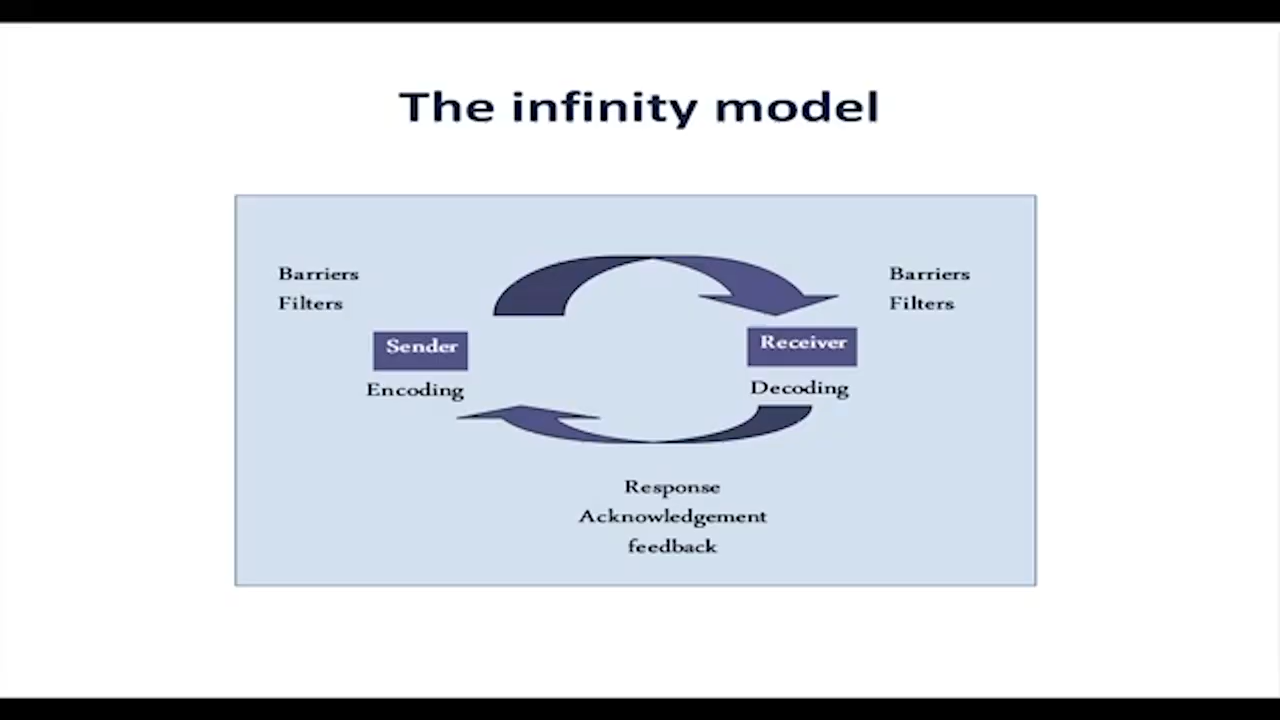 The infinity model
Barriers
Filters
Barriers
Filters
Sender
Receiver
Encoding
Decoding
Response
Acknowledgement
feedback